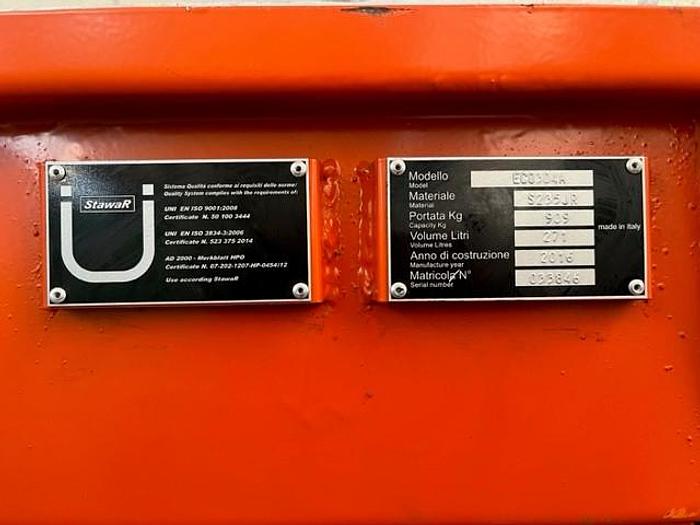 StawaR
Sistema Qualità conforme ai requisiti delle norme:
Quality System complies with the requirements of:
UNI EN ISO 9001:2008
Certificate N. 50 100 3444
UNI EN ISO 3834-3:2006
Certificate N. 523 375 2014
AD 2000 - Merkblatt HPO
Certificate N. 07-202-1207-HP-0454/12
Use according StawaR
Modello ECO304A
Model
Materiale S235JR
Material
Portata Kg 909
Capacity Kg
made in Italy
Volume Litri 271
Volume Litres
Anno di costruzione 2016
Manufacture year
Matricola N° 033846
Serial number